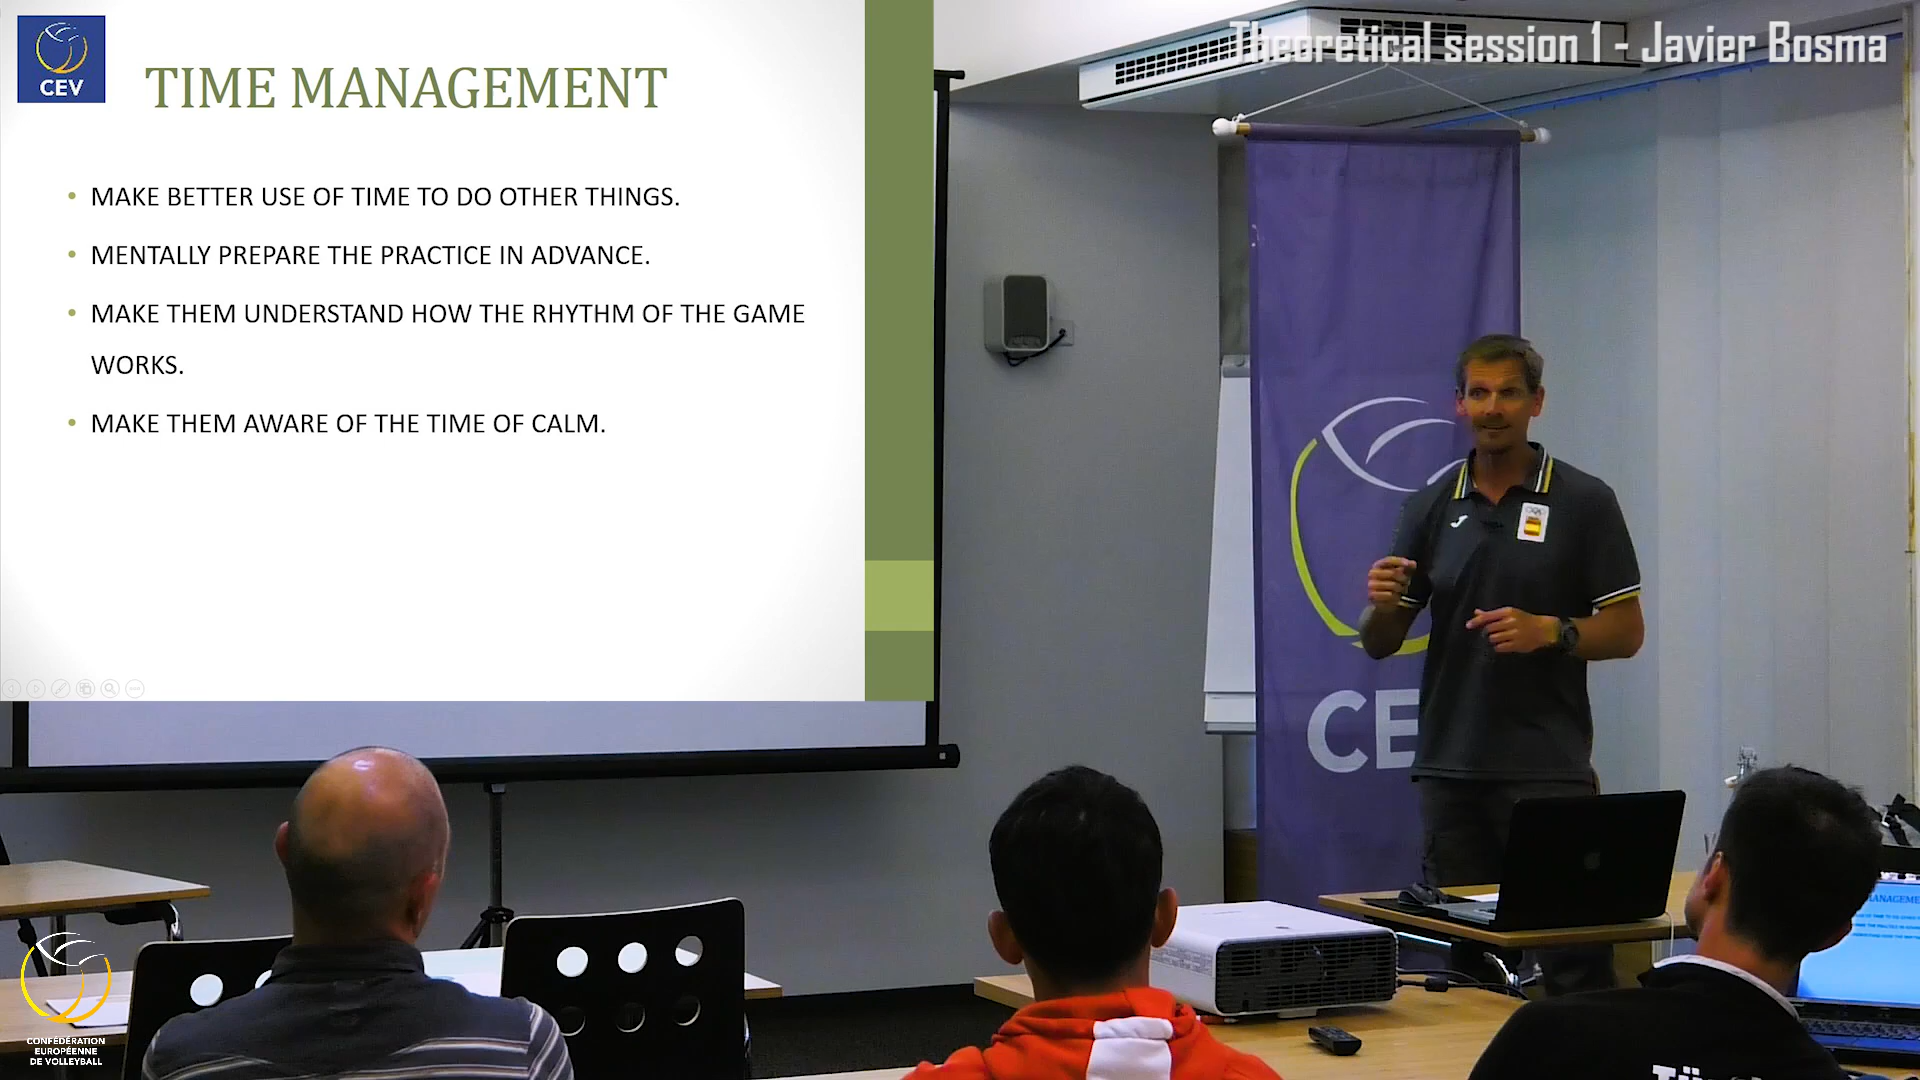 Theoretical session 1 - Javier Bosma
CEV
TIME MANAGEMENT
• MAKE BETTER USE OF TIME TO DO OTHER THINGS.
• MENTALLY PREPARE THE PRACTICE IN ADVANCE.
• MAKE THEM UNDERSTAND HOW THE RHYTHM OF THE GAME
WORKS.
• MAKE THEM AWARE OF THE TIME OF CALM.
CE
CONFÉDÉRATION
EUROPÉENNE
DE VOLLEYBALL